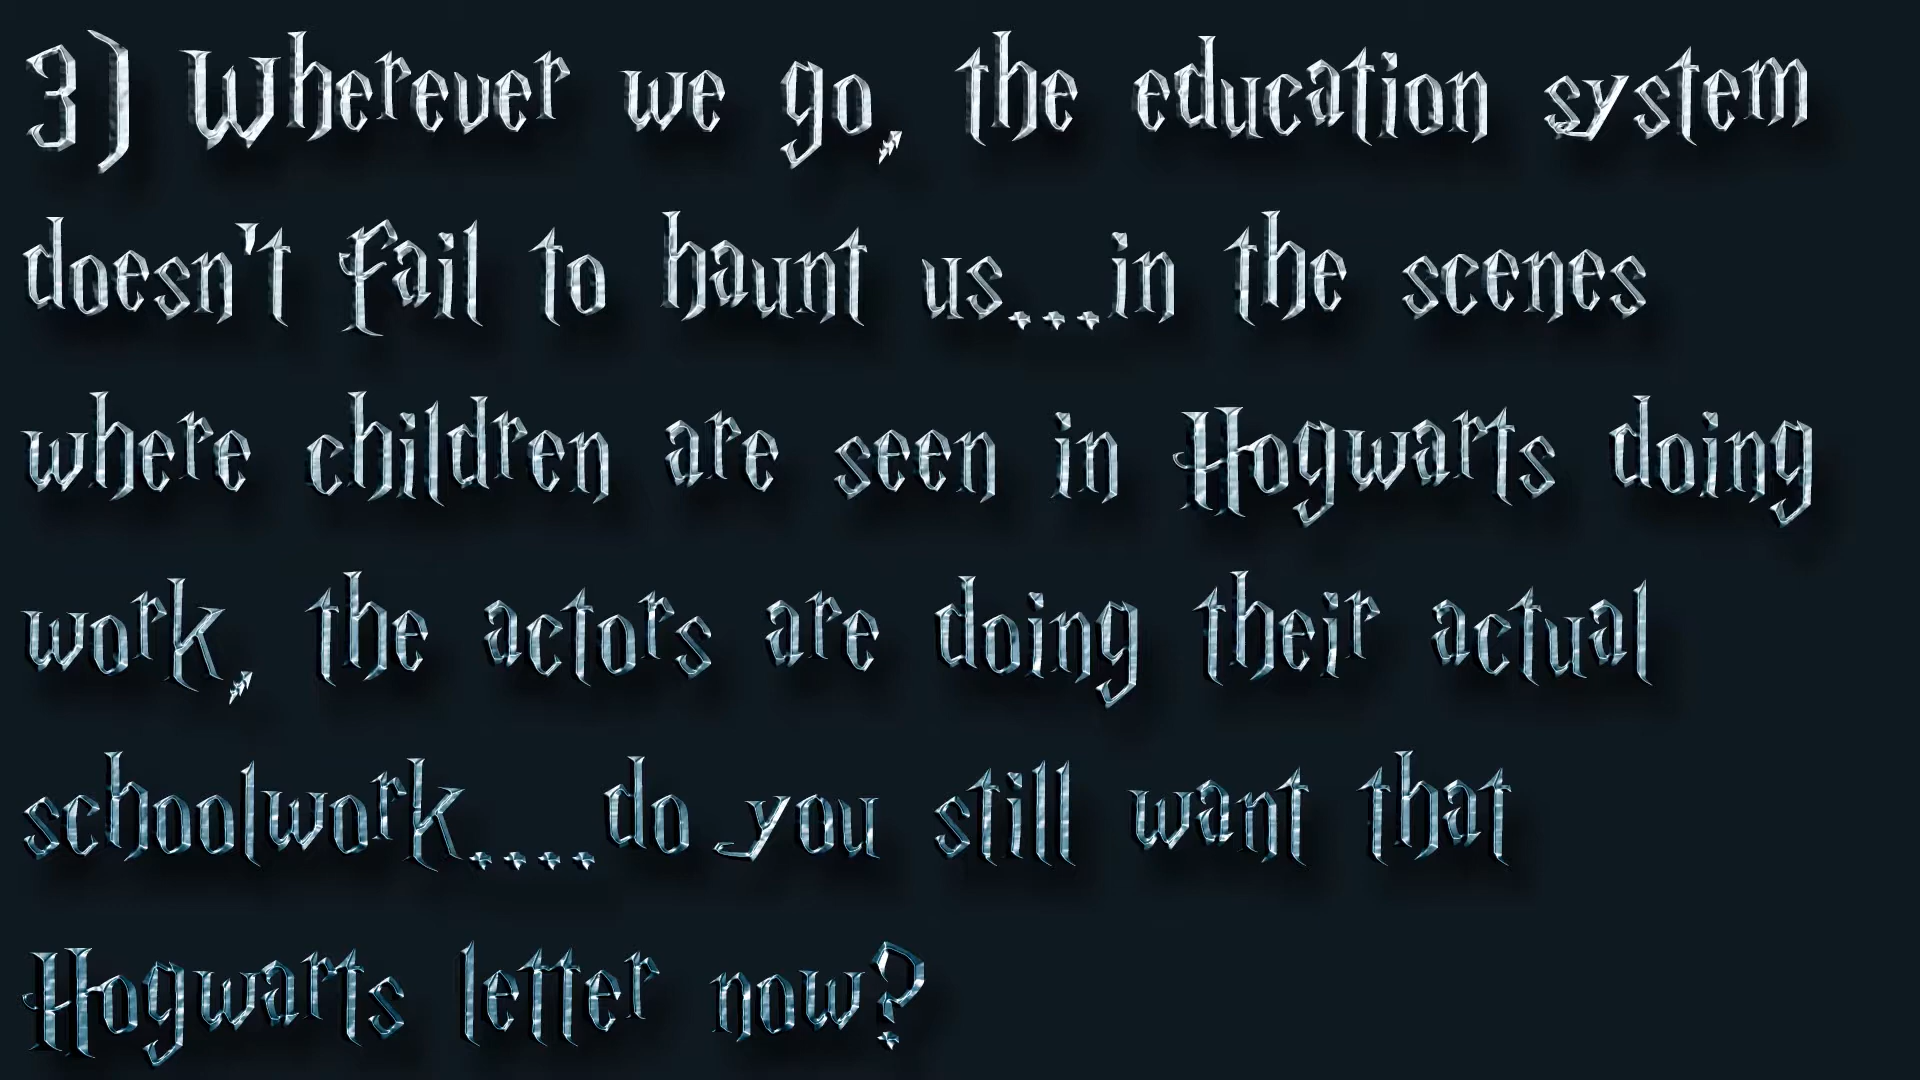 3) Wherever we go, the education system
doesn't fail to haunt us...in the scenes
where children are seen in Hogwarts doing
work, the actors are doing their actual
schoolwork....do you still want that
Hogwarts letter now?